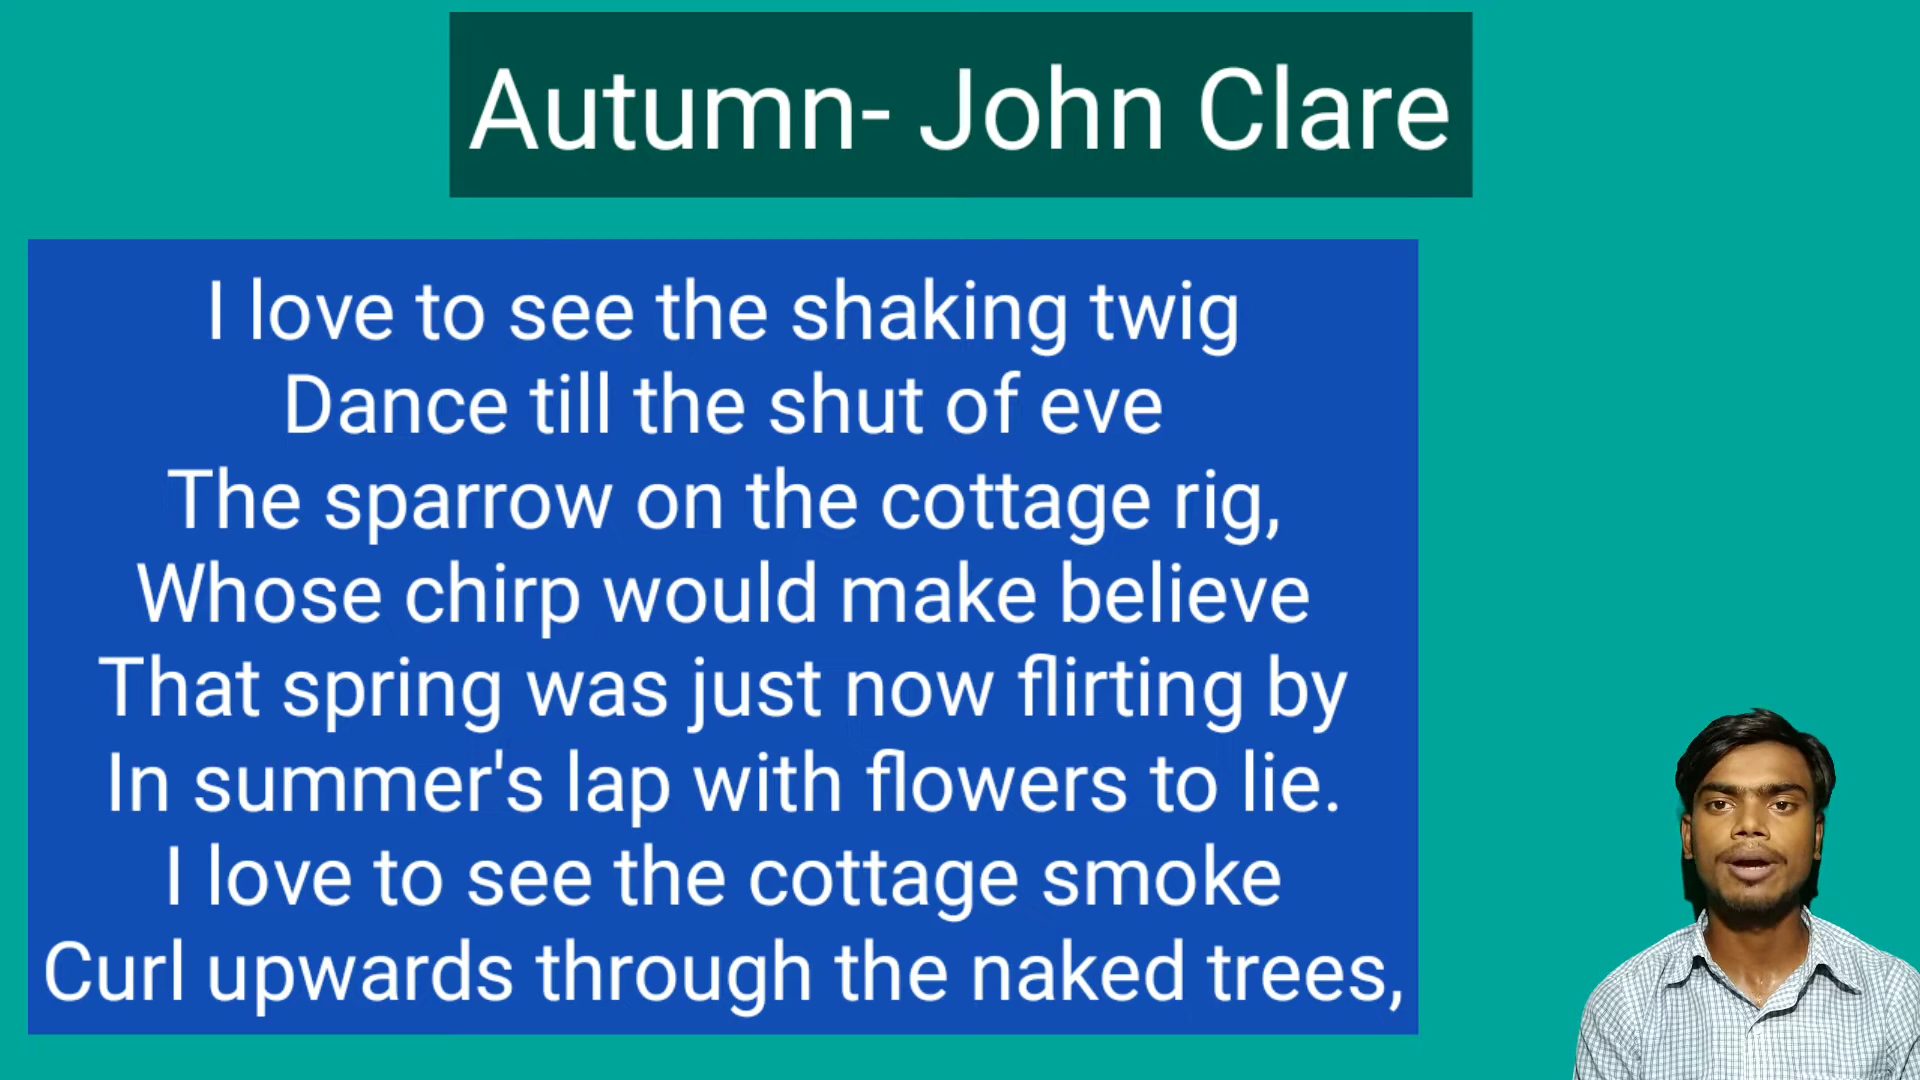 Autumn- John Clare
I love to see the shaking twig
Dance till the shut of eve
The sparrow on the cottage rig,
Whose chirp would make believe
That spring was just now flirting by
In summer's lap with flowers to lie.
I love to see the cottage smoke
Curl upwards through the naked trees,